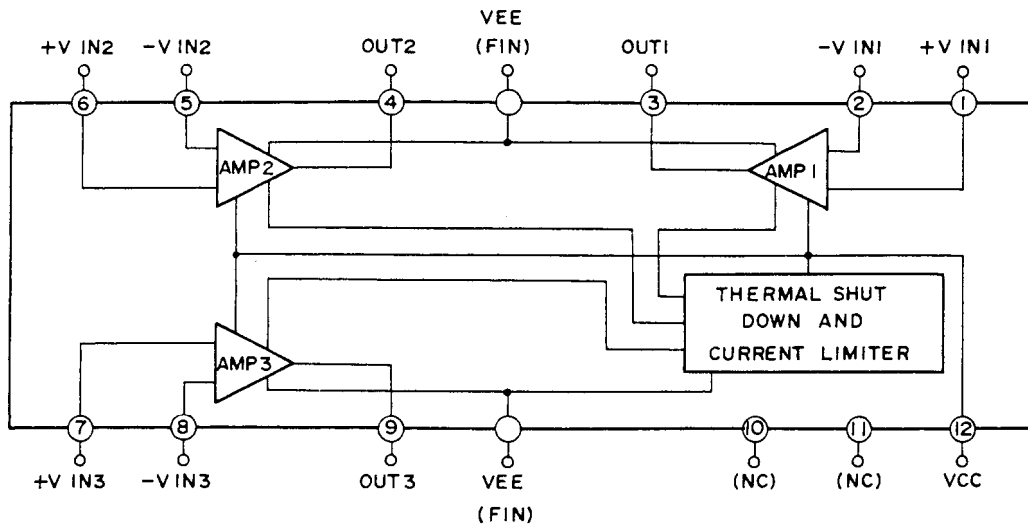 VEE
+V IN2
-V IN2
OUT2
(FIN)
OUT1
-V IN1
+V IN1
6
5
4
3
2
1
AMP2
AMP1
THERMAL SHUT
DOWN AND
CURRENT LIMITER
AMP3
7
8
9
10
11
12
+V IN3
-V IN3
OUT3
VEE
(NC)
(NC)
VCC
(FIN)